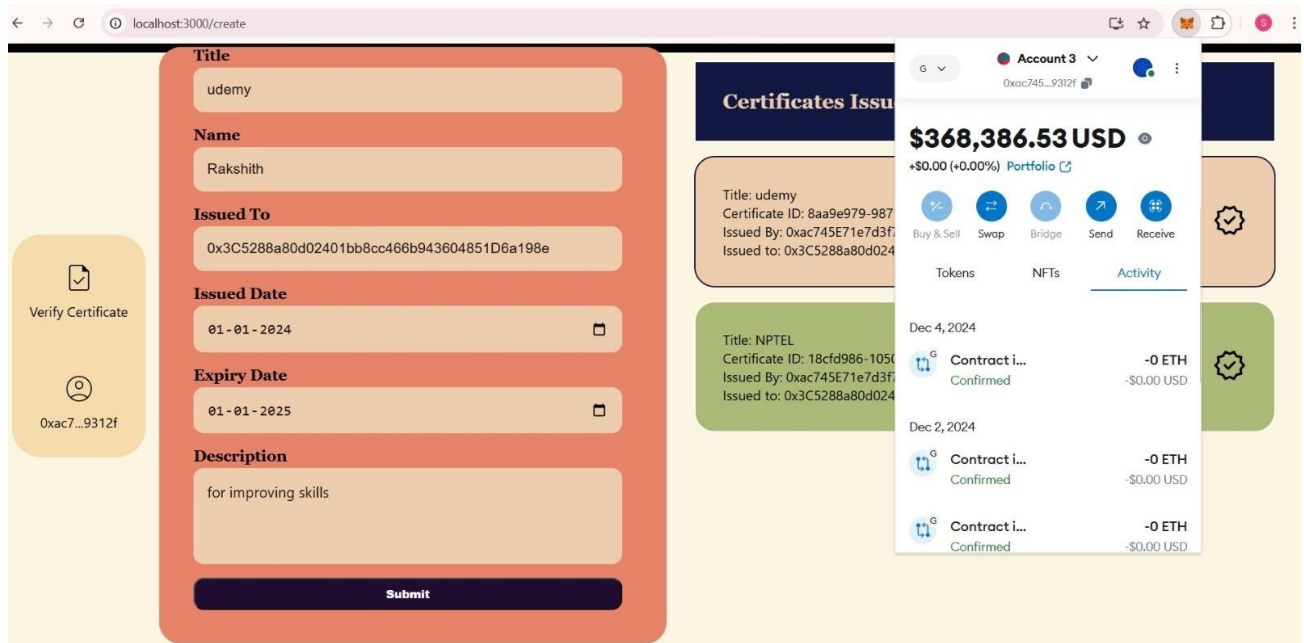 localhost:3000/create
S
Title
udemy
Name
Rakshith
Issued To
0x3C5288a80d02401bb8cc466b943604851D6a198e
Issued Date
01-01-2024
Expiry Date
01-01-2025
Description
for improving skills
Submit
Verify Certificate
0xac7...9312f
Certificates Issu
Title: udemy
Certificate ID: 8aa9e979-987
Issued By: 0xac745E71e7d3f7
Issued to: 0x3C5288a80d024
Title: NPTEL
Certificate ID: 18cfd986-1050
Issued By: 0xac745E71e7d3f7
Issued to: 0x3C5288a80d024
G
Account 3
0xac745...9312f
$368,386.53 USD
+$0.00 (+0.00%) Portfolio
Buy & Sell Swap Bridge Send Receive
Tokens NFTs Activity
Dec 4, 2024
G Contract i... -0 ETH
Confirmed -$0.00 USD
Dec 2, 2024
G Contract i... -0 ETH
Confirmed -$0.00 USD
G Contract i... -0 ETH
Confirmed -$0.00 USD